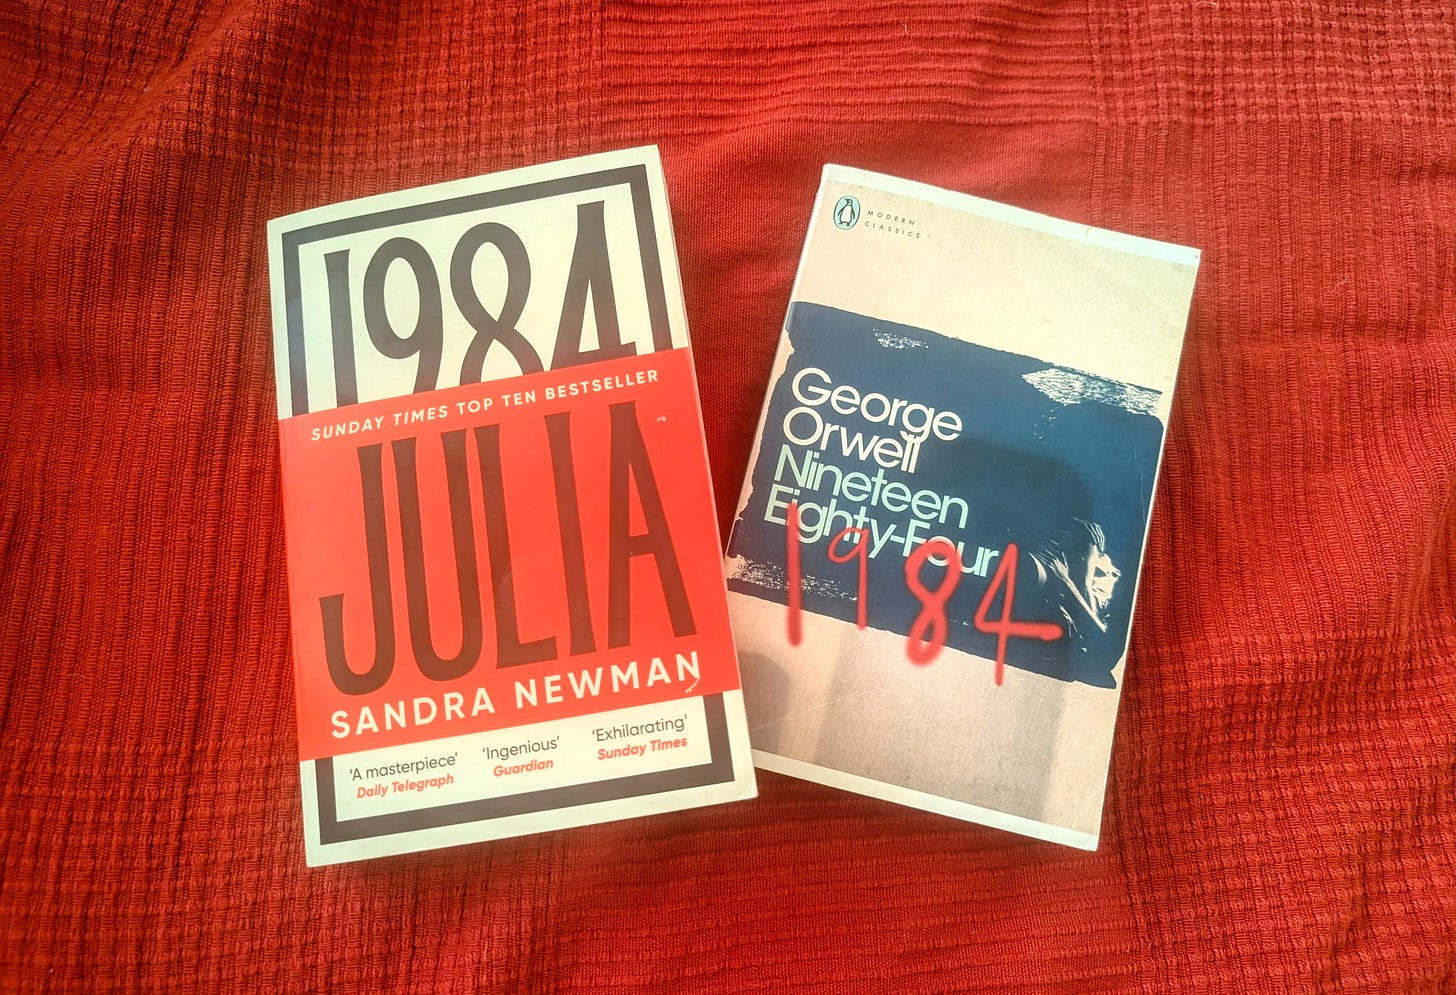 1984
SUNDAY TIMES TOP TEN BESTSELLER
JULIA
SANDRA NEWMAN
'A masterpiece'
Daily Telegraph
'Ingenious'
Guardian
'Exhilarating'
Sunday Times
MODERN
CLASSICS
George
Orwell
Nineteen
Eighty-Four
1984